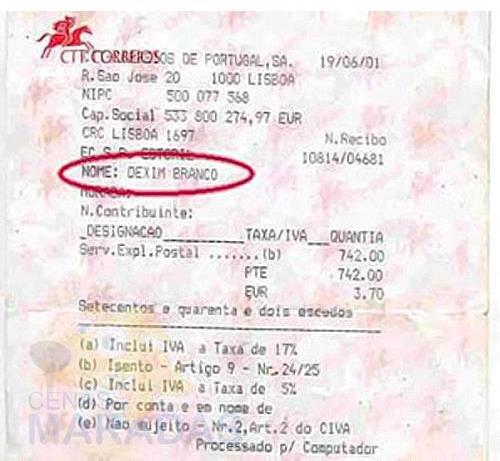 CTT CORREIOS OS DE PORTUGAL,SA. 19/06/01
R.Sao Jose 20 1000 LISBOA
NIPC 500 077 568
Cap.Social 533 800 274,97 EUR
CRC LISBOA 1697 N.Recibo
EC S.P. ESTORIL 10814/04681
NOME: DEXIM BRANCO
MORADA:
N.Contribuinte:
DESIGNACAO TAXA/IVA QUANTIA
Serv.Expl.Postal .......(b) 742.00
PTE 742.00
EUR 3.70
Setecentos e quarenta e dois escudos
(a) Inclui IVA a Taxa de 17%
(b) Isento - Artigo 9 - Nr.24/25
(c) Inclui IVA a Taxa de 5%
(d) Por conta e em nome de
(e) Nao sujeito - Nr.2,Art.2 do CIVA
Processado p/ Computador